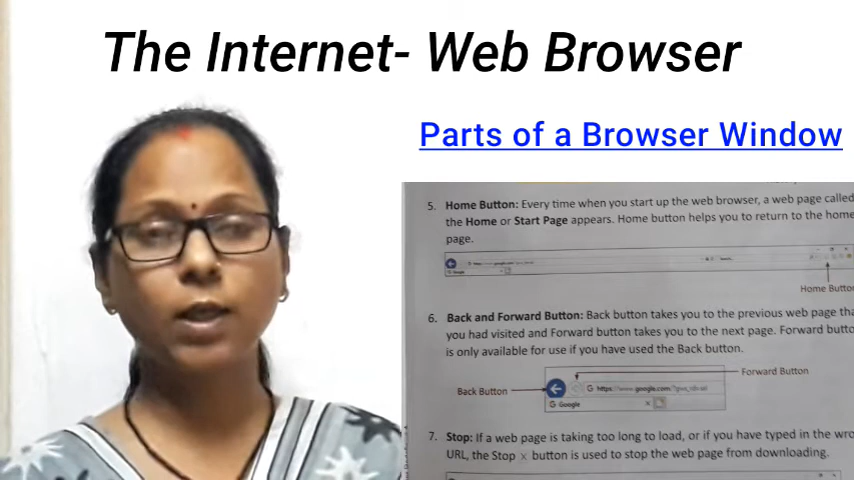 The Internet- Web Browser
Parts of a Browser Window
5. Home Button: Every time when you start up the web browser, a web page called
the Home or Start Page appears. Home button helps you to return to the home
page.
Google
Home Button
6. Back and Forward Button: Back button takes you to the previous web page tha
you had visited and Forward button takes you to the next page. Forward butto
is only available for use if you have used the Back button.
Forward Button
Back Button
https://www.google.com/?
G Google
7. Stop: If a web page is taking too long to load, or if you have typed in the wro
URL, the Stop × button is used to stop the web page from downloading.